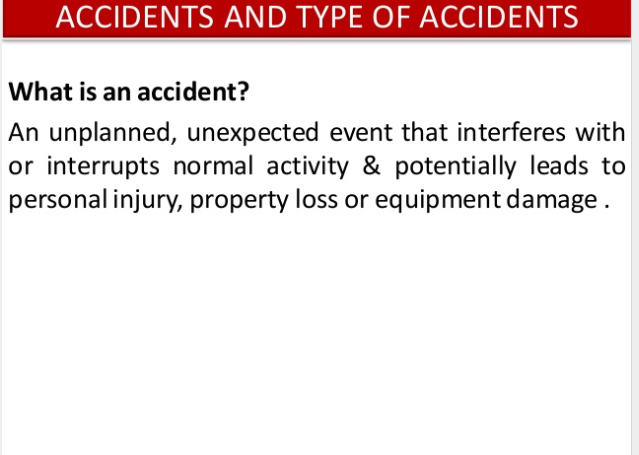 ACCIDENTS AND TYPE OF ACCIDENTS
What is an accident?
An unplanned, unexpected event that interferes with
or interrupts normal activity & potentially leads to
personal injury, property loss or equipment damage .